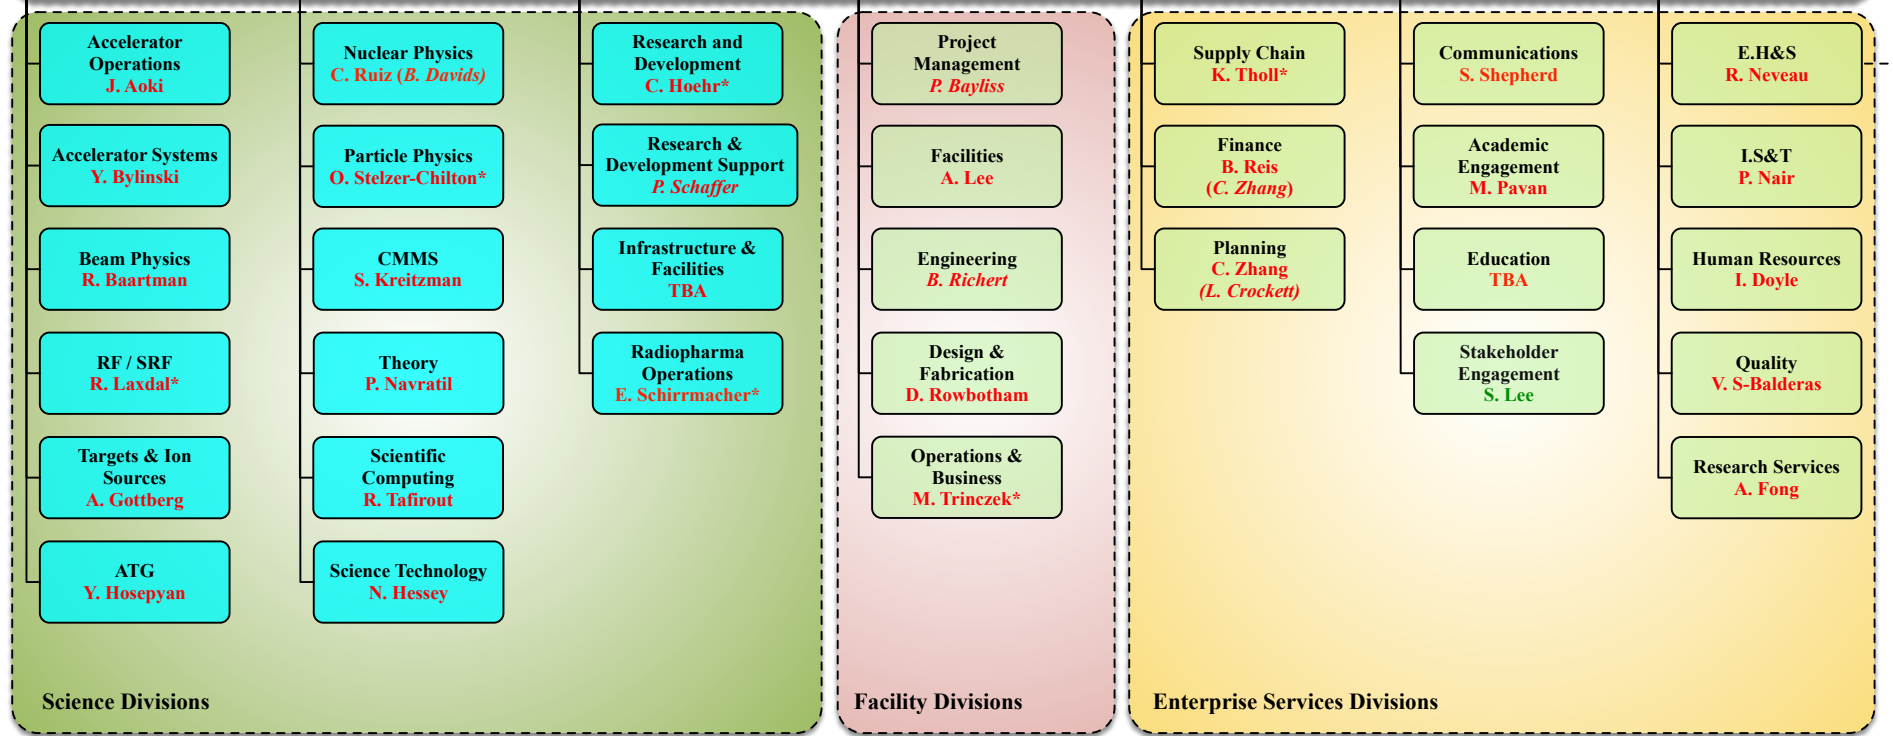 Accelerator
Operations
J. Aoki
Accelerator Systems
Y. Bylinski
Beam Physics
R. Baartman
RF / SRF
R. Laxdal*
Targets & Ion
Sources
A. Gottberg
ATG
Y. Hosepyan
Nuclear Physics
C. Ruiz (B. Davids)
Particle Physics
O. Stelzer-Chilton*
CMMS
S. Kreitzman
Theory
P. Navratil
Scientific
Computing
R. Tafirout
Science Technology
N. Hessey
Research and
Development
C. Hoehr*
Research &
Development Support
P. Schaffer
Infrastructure &
Facilities
TBA
Radiopharma
Operations
E. Schirrmacher*
Science Divisions
Project
Management
P. Bayliss
Facilities
A. Lee
Engineering
B. Richert
Design &
Fabrication
D. Rowbotham
Operations &
Business
M. Trinczek*
Facility Divisions
Supply Chain
K. Tholl*
Finance
B. Reis
(C. Zhang)
Planning
C. Zhang
(L. Crockett)
Communications
S. Shepherd
Academic
Engagement
M. Pavan
Education
TBA
Stakeholder
Engagement
S. Lee
E.H&S
R. Neveau
I.S&T
P. Nair
Human Resources
I. Doyle
Quality
V. S-Balderas
Research Services
A. Fong
Enterprise Services Divisions